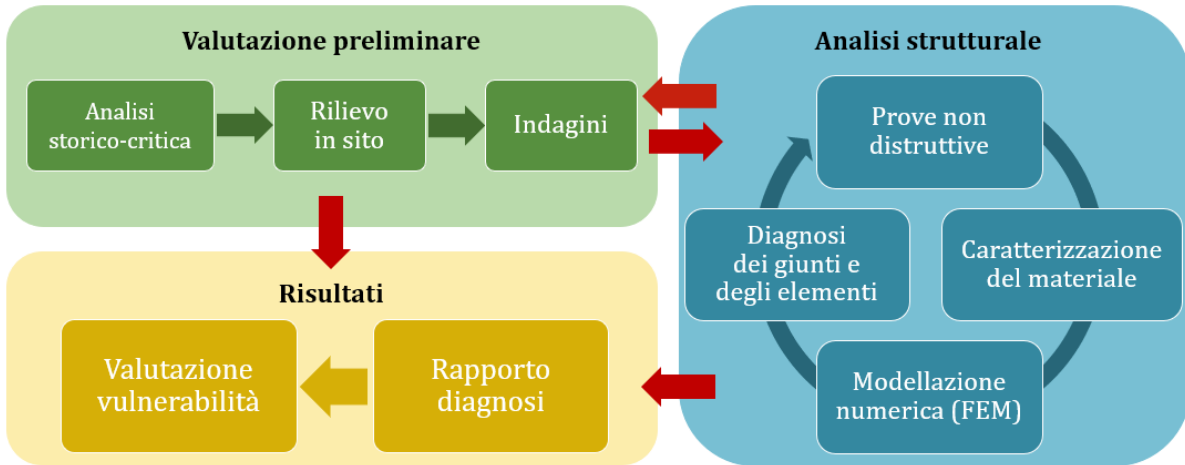 Valutazione preliminare
Analisi
storico-critica
Rilievo
in sito
Indagini
Analisi strutturale
Prove non
distruttive
Caratterizzazione
del materiale
Modellazione
numerica (FEM)
Diagnosi
dei giunti e
degli elementi
Risultati
Valutazione
vulnerabilità
Rapporto
diagnosi